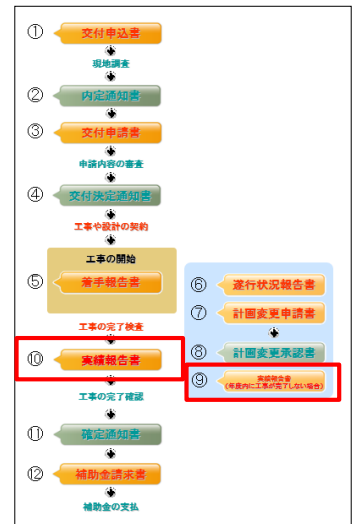 ① 交付申込書
現地調査
② 内定通知書
③ 交付申請書
申請内容の審査
④ 交付決定通知書
工事や設計の契約
工事の開始
⑤ 着手報告書
工事の完了検査
⑩ 実績報告書
工事の完了確認
⑪ 確定通知書
⑫ 補助金請求書
補助金の支払
⑥ 遂行状況報告書
⑦ 計画変更申請書
⑧ 計画変更承認書
⑨ 実績報告書
(年度内に工事が完了しない場合)